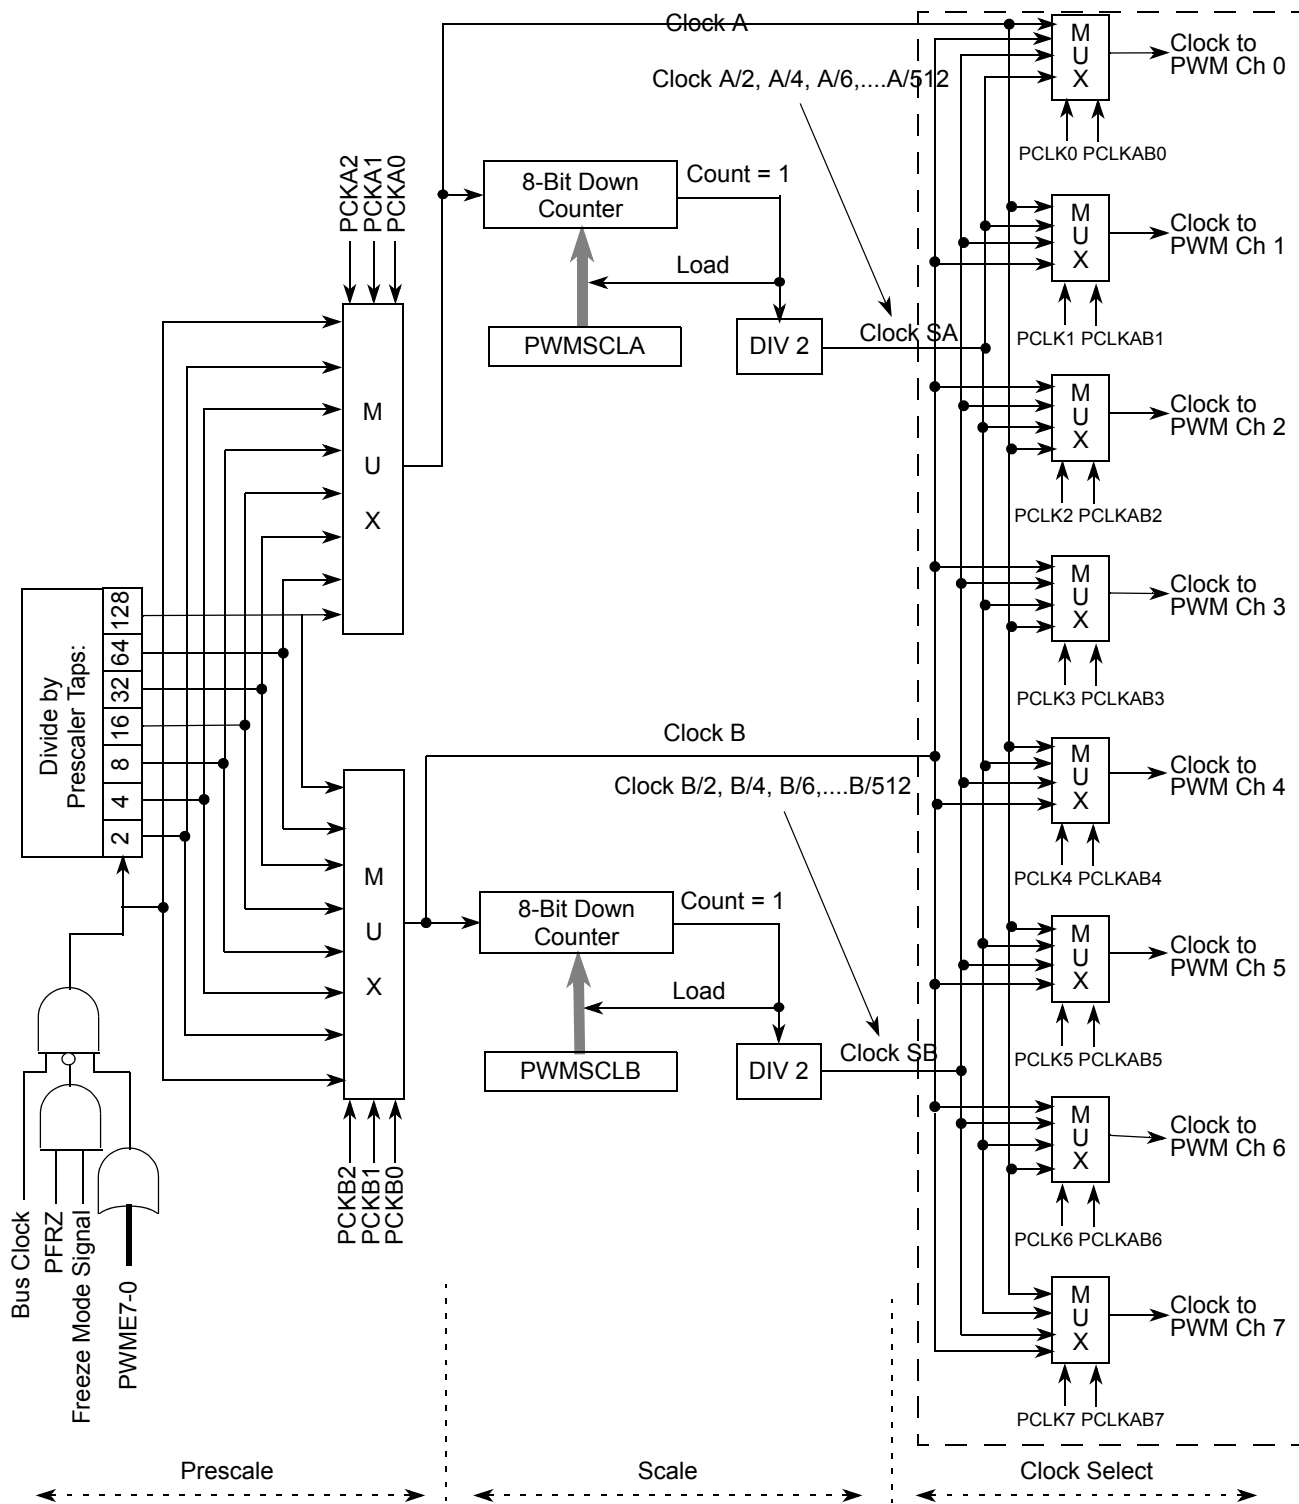 Clock A
Clock A/2, A/4, A/6,....A/512
M
U
X
Clock to
PWM Ch 0
PCLK0 PCLKAB0
PCKA2
PCKA1
PCKA0
8-Bit Down
Counter
Count = 1
Load
PWMSCLA
DIV 2
Clock SA
M
U
X
Clock to
PWM Ch 1
PCLK1 PCLKAB1
M
U
X
M
U
X
Clock to
PWM Ch 2
PCLK2 PCLKAB2
M
U
X
Clock to
PWM Ch 3
PCLK3 PCLKAB3
Divide by
Prescaler Taps:
128
64
32
16
8
4
2
Clock B
Clock B/2, B/4, B/6,....B/512
M
U
X
Clock to
PWM Ch 4
PCLK4 PCLKAB4
M
U
X
8-Bit Down
Counter
Count = 1
Load
PWMSCLB
DIV 2
Clock SB
M
U
X
Clock to
PWM Ch 5
PCLK5 PCLKAB5
PCKB2
PCKB1
PCKB0
M
U
X
Clock to
PWM Ch 6
PCLK6 PCLKAB6
Bus Clock
PFRZ
Freeze Mode Signal
PWME7-0
M
U
X
Clock to
PWM Ch 7
PCLK7 PCLKAB7
Prescale
Scale
Clock Select